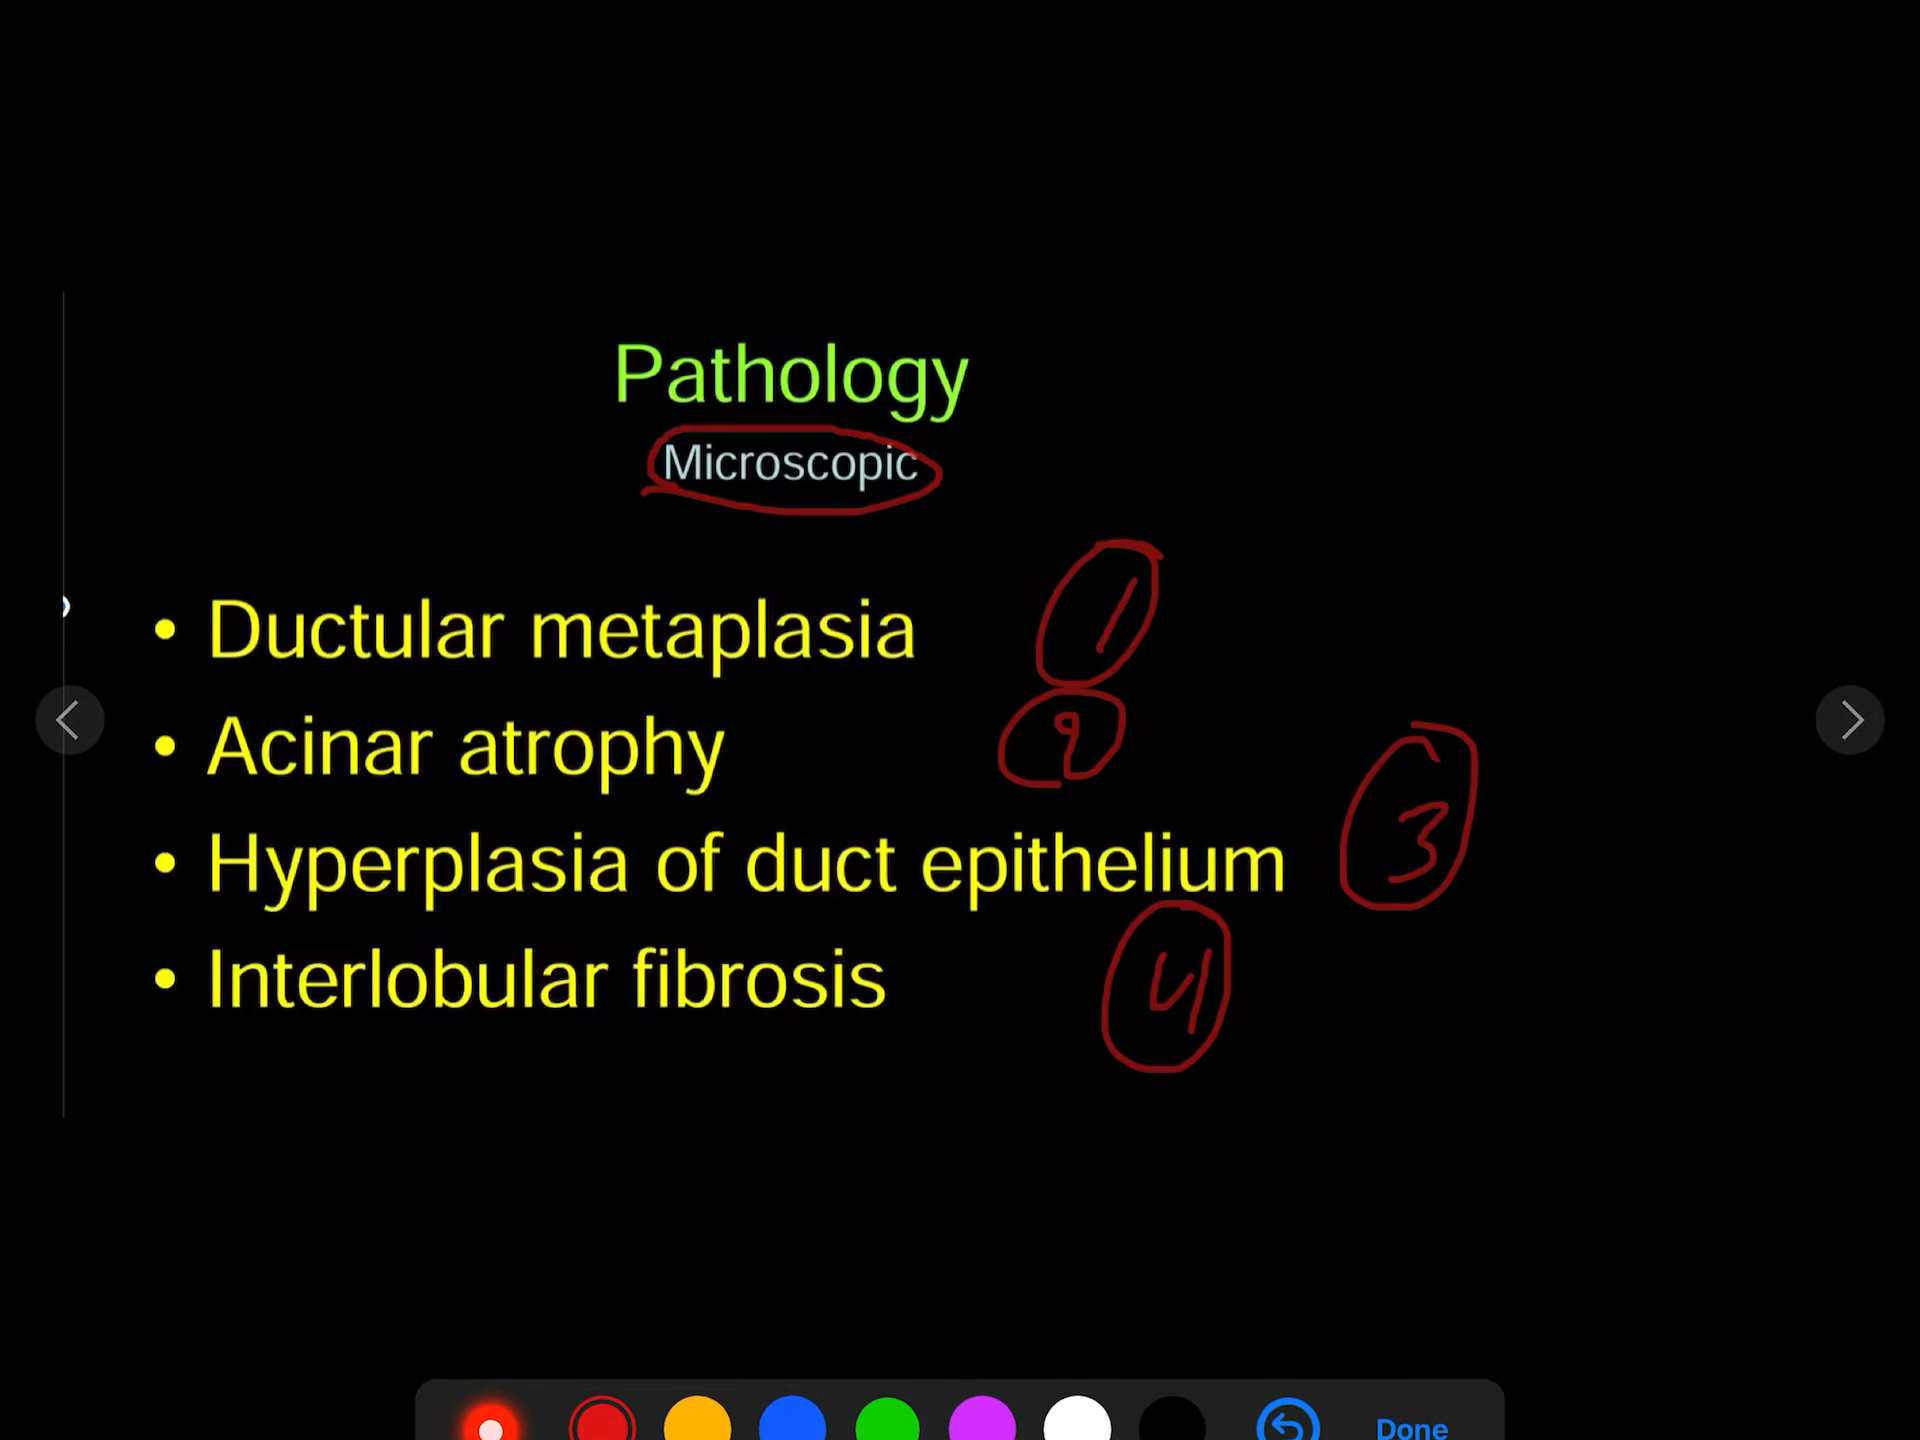 Pathology
Microscopic
• Ductular metaplasia 1
• Acinar atrophy
• Hyperplasia of duct epithelium 3
• Interlobular fibrosis 4
Done